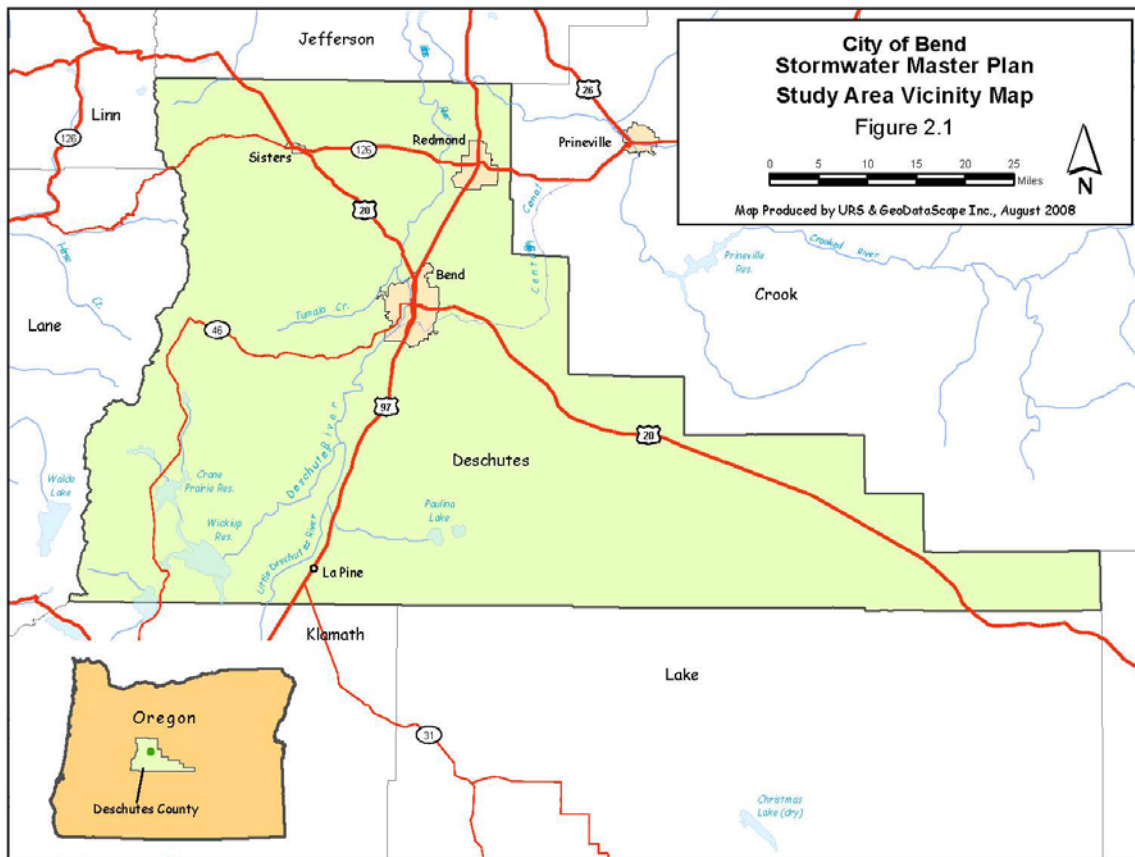 City of Bend
Stormwater Master Plan
Study Area Vicinity Map
Figure 2.1
0 5 10 15 20 25
Miles
N
Map Produced by URS & GeoDataScape Inc., August 2008
Jefferson
Linn
126
26
Redmond
Prineville
Sisters
126
20
Canal
Central
Bend
Prineville
Res.
Crooked River
Crook
Horse
Cr.
Lane
Tumalo Cr.
46
97
20
Deschutes River
Deschutes
Waldo
Lake
Crane
Prairie Res.
Wickiup
Res.
Paulina
Lake
Little Deschutes River
La Pine
Klamath
Lake
31
Christmas
Lake (dry)
Oregon
Deschutes County